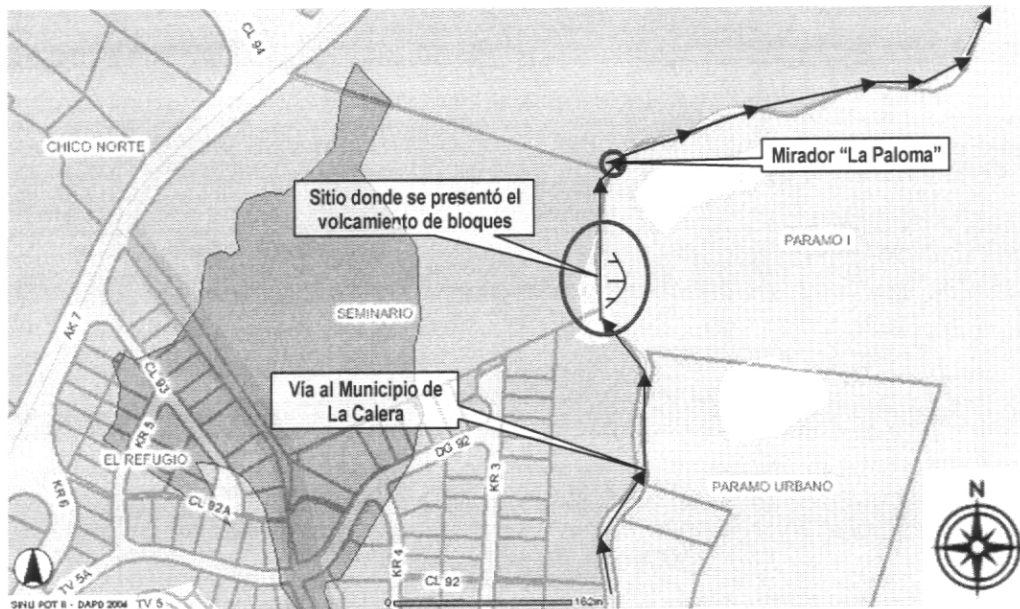 CL 94
CHICO NORTE
Mirador “La Paloma”
Sitio donde se presentó el
volcamiento de bloques
PARAMO I
SEMINARIO
AK 7
CL 93
Vía al Municipio de
La Calera
KR 5
DG 92
EL REFUGIO
KR 3
KR 6
CL 92A
PARAMO URBANO
N
KR 4
TV 5A
CL 92
SINU POT II - DAPD 2004
TV 5
0
162m